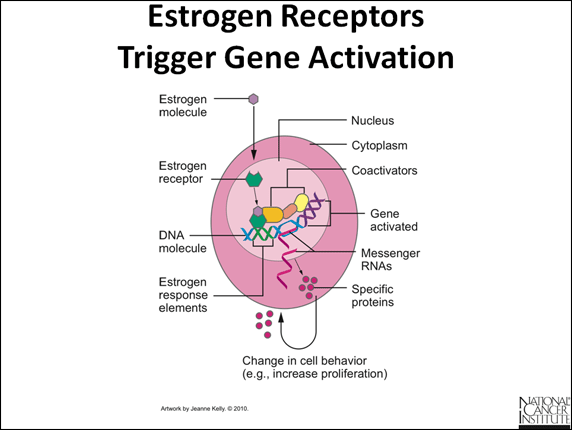 Estrogen Receptors
Trigger Gene Activation
Estrogen
molecule
Nucleus
Cytoplasm
Estrogen
receptor
Coactivators
Gene
activated
DNA
molecule
Messenger
RNAs
Estrogen
response
elements
Specific
proteins
Change in cell behavior
(e.g., increase proliferation)
Artwork by Jeanne Kelly. © 2010.
NATIONAL
CANCER
INSTITUTE